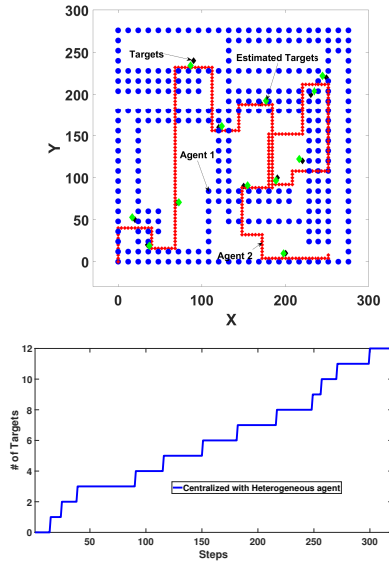 300
250
200
150
100
50
0
Y
0
100
200
300
X
Targets
Estimated Targets
Agent 1
Agent 2
12
10
8
6
4
2
0
# of Targets
50
100
150
200
250
300
Steps
Centralized with Heterogeneous agent